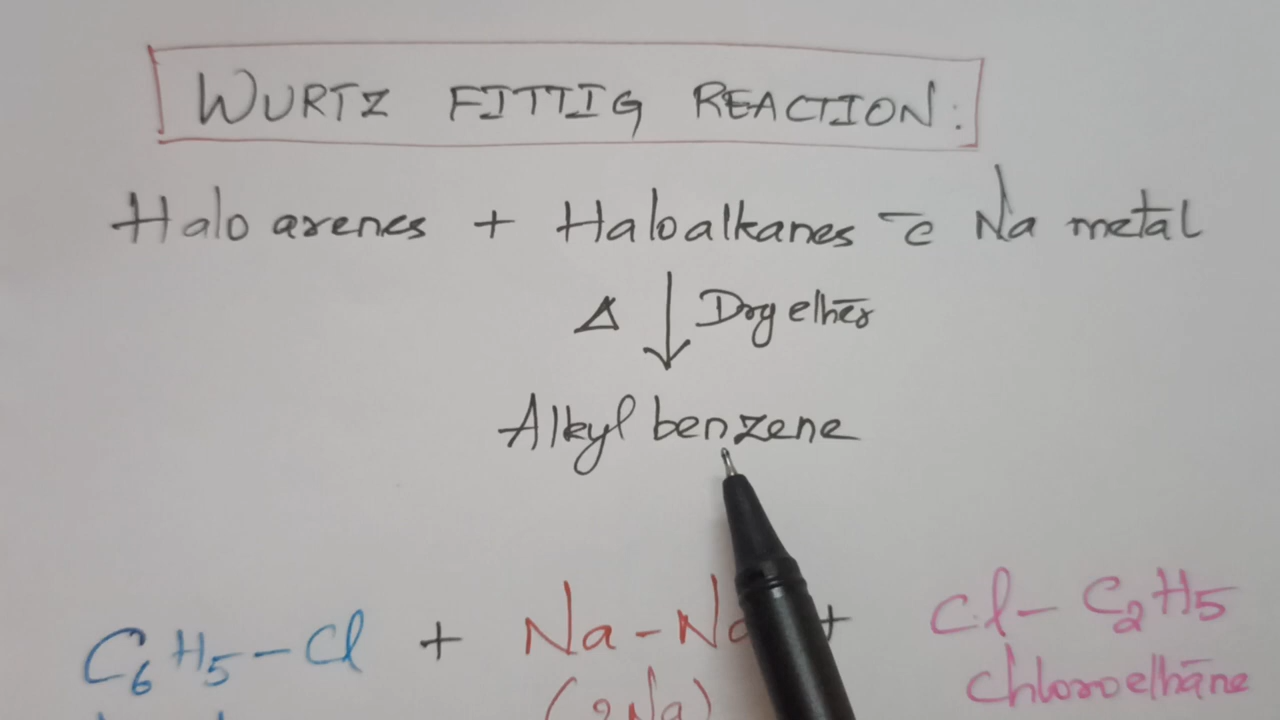 WURTZ FITTIG REACTION:
Halo arenes + Haloalkanes c̄ Na metal
Δ ↓ Dry ether
Alkyl benzene
C₆H₅-Cl + Na-Na + Cl-C₂H₅
(2Na) chloroethane